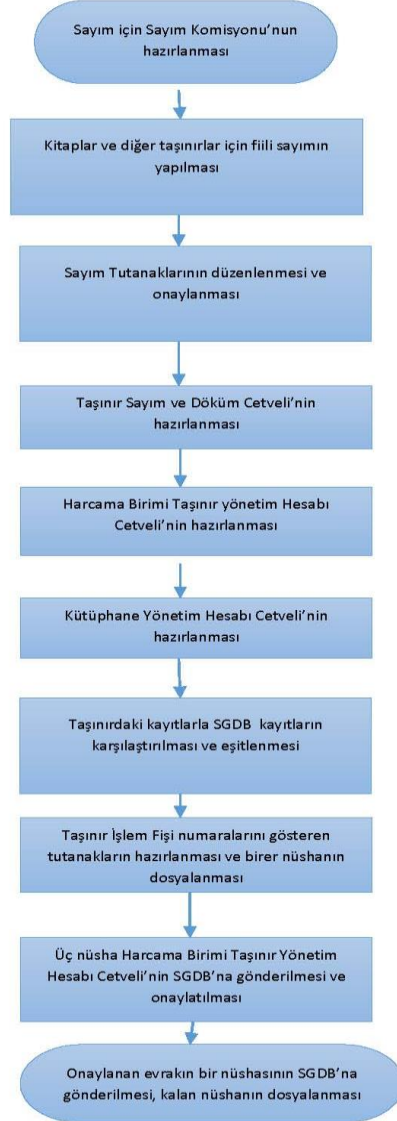 Sayım için Sayım Komisyonu’nun
hazırlanması
Kitaplar ve diğer taşınırlar için fiili sayımın
yapılması
Sayım Tutanaklarının düzenlenmesi ve
onaylanması
Taşınır Sayım ve Döküm Cetveli’nin
hazırlanması
Harcama Birimi Taşınır yönetim Hesabı
Cetveli’nin hazırlanması
Kütüphane Yönetim Hesabı Cetveli’nin
hazırlanması
Taşınırdaki kayıtlarla SGDB kayıtların
karşılaştırılması ve eşitlenmesi
Taşınır İşlem Fişi numaralarını gösteren
tutanakların hazırlanması ve birer nüshanın
dosyalanması
Üç nüsha Harcama Birimi Taşınır Yönetim
Hesabı Cetveli’nin SGDB’na gönderilmesi ve
onaylatılması
Onaylanan evrakın bir nüshasının SGDB’na
gönderilmesi, kalan nüshanın dosyalanması